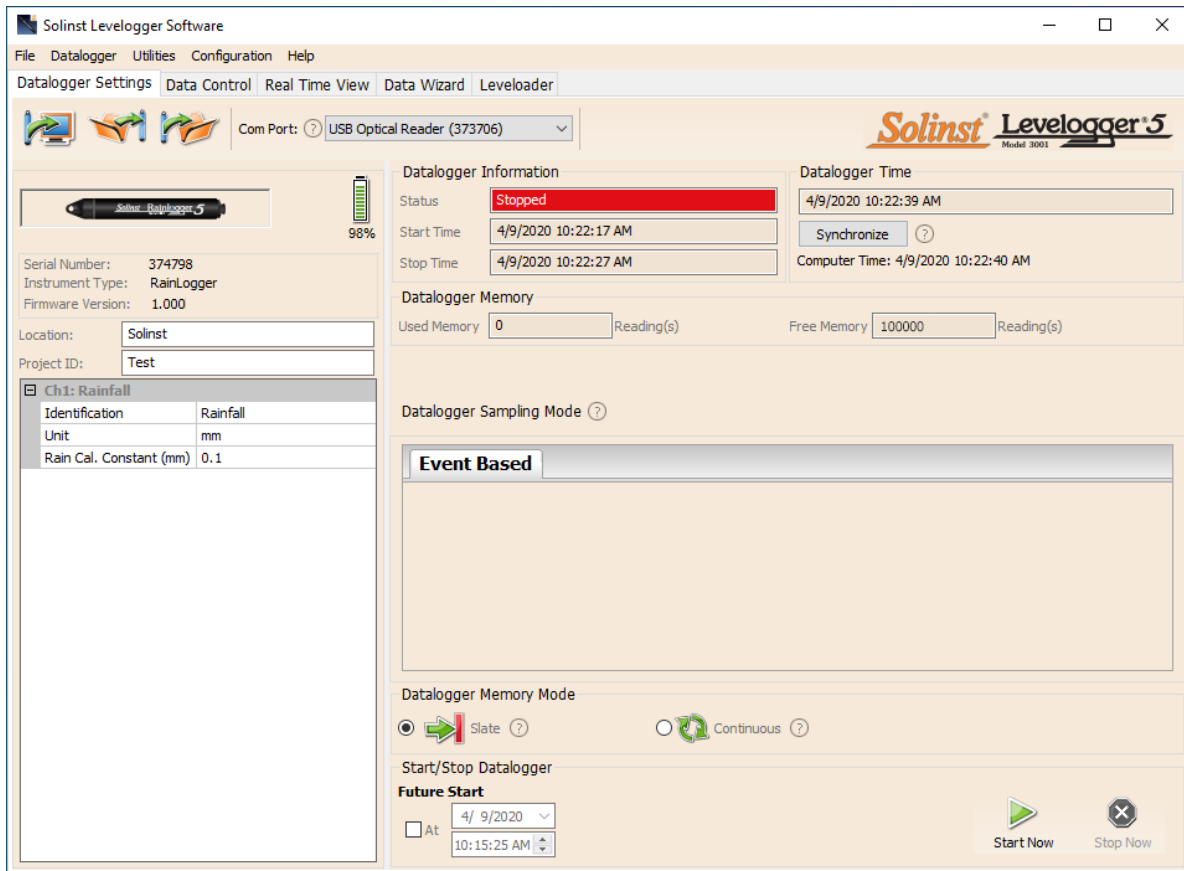 Solinst Levelogger Software
File Datalogger Utilities Configuration Help
Datalogger Settings Data Control Real Time View Data Wizard Leveloader
Com Port: ? USB Optical Reader (373706)
Solinst® Levelogger® 5
Model 3001
Solinst Rainlogger 5
98%
Serial Number: 374798
Instrument Type: RainLogger
Firmware Version: 1.000
Location: Solinst
Project ID: Test
Ch1: Rainfall
Identification Rainfall
Unit mm
Rain Cal. Constant (mm) 0.1
Datalogger Information
Status Stopped
Start Time 4/9/2020 10:22:17 AM
Stop Time 4/9/2020 10:22:27 AM
Datalogger Time
4/9/2020 10:22:39 AM
Synchronize ?
Computer Time: 4/9/2020 10:22:40 AM
Datalogger Memory
Used Memory 0 Reading(s) Free Memory 100000 Reading(s)
Datalogger Sampling Mode ?
Event Based
Datalogger Memory Mode
Slate ? Continuous ?
Start/Stop Datalogger
Future Start
At 4/ 9/2020
10:15:25 AM
Start Now Stop Now